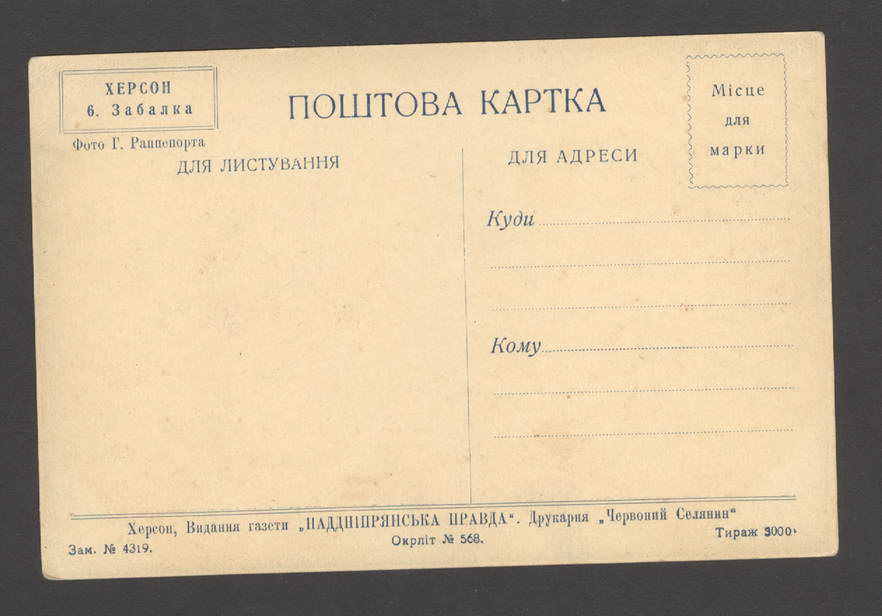 ХЕРСОН
6. Забалка
Фото Г. Раппепорта
ПОШТОВА КАРТКА
Місце
для
марки
ДЛЯ ЛИСТУВАННЯ
ДЛЯ АДРЕСИ
Куди
Кому
Херсон, Видання газети „НАДДНІПРЯНСЬКА ПРАВДА“. Друкарня „Червоний Селянин“
Зам. № 4319.
Окрліт № 568.
Тираж 3000